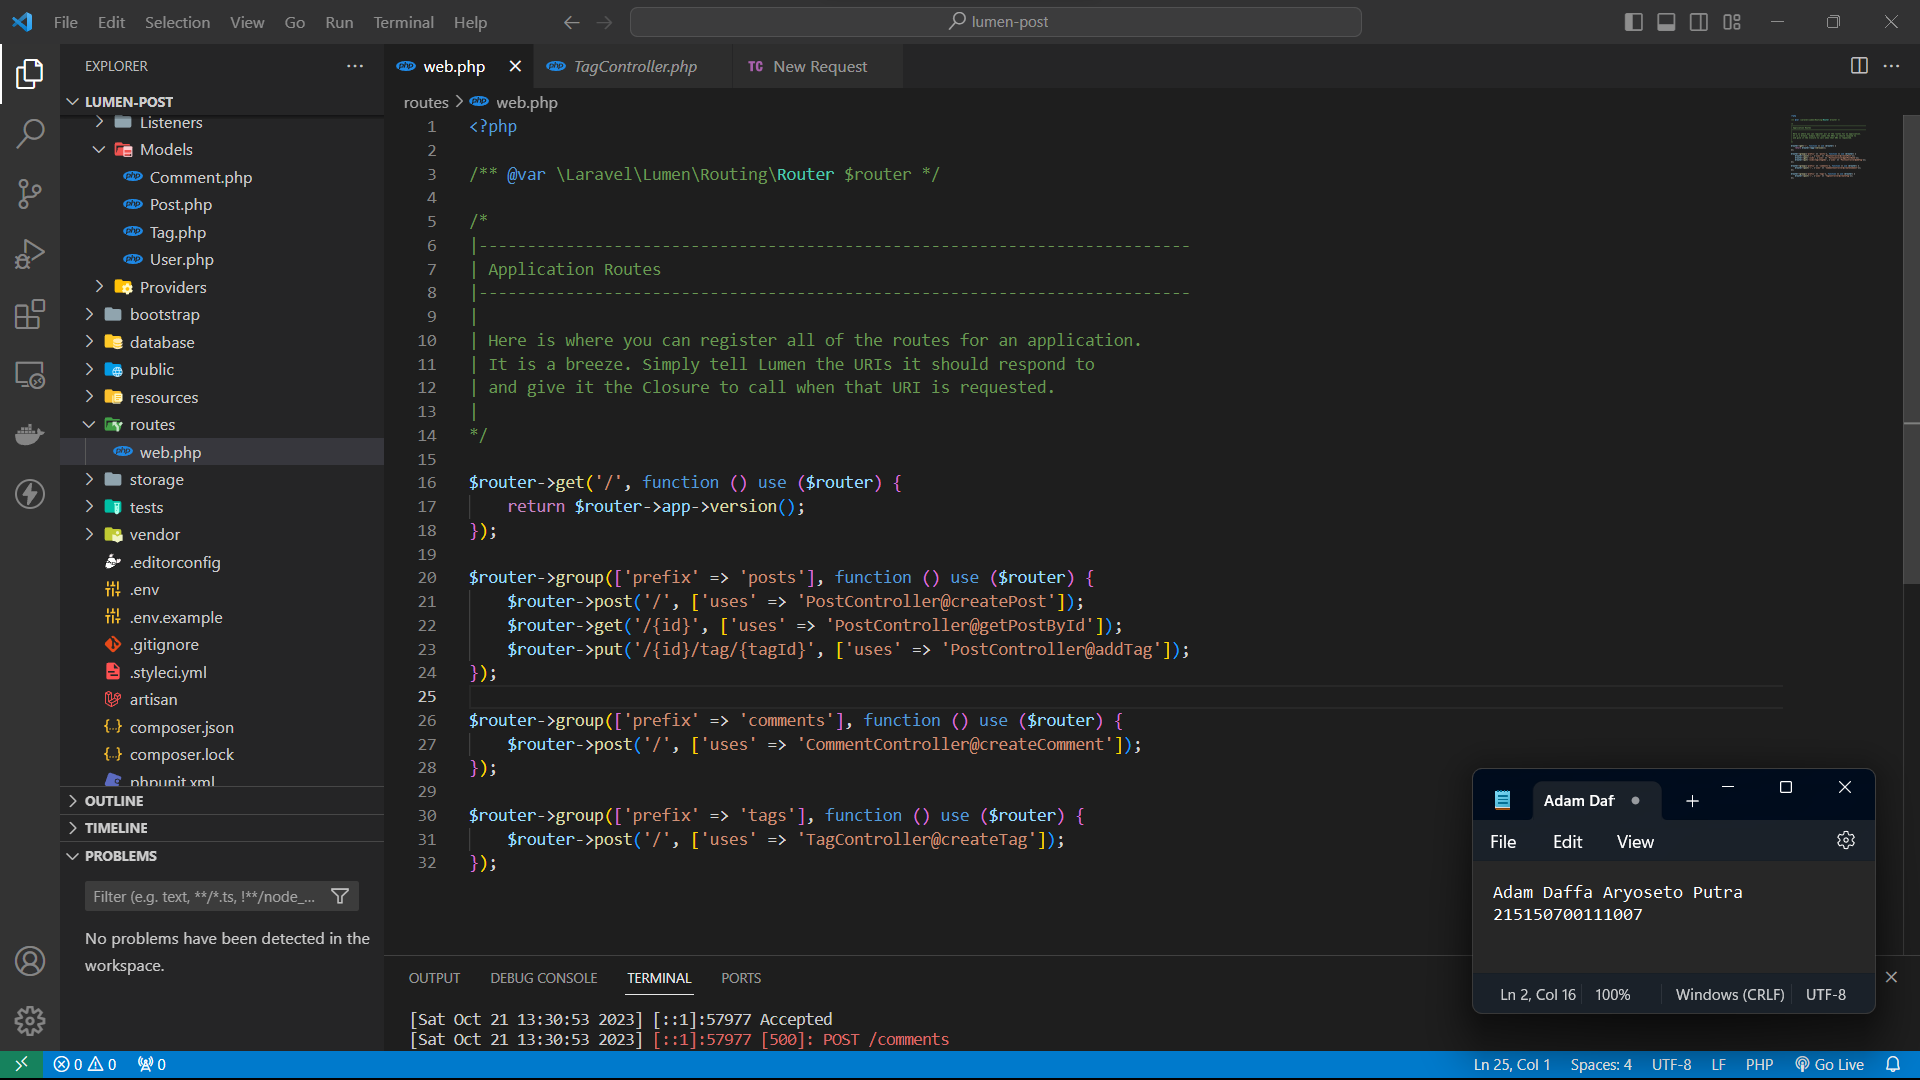 File Edit Selection View Go Run Terminal Help
lumen-post
EXPLORER
LUMEN-POST
Listeners
Models
Comment.php
Post.php
Tag.php
User.php
Providers
bootstrap
database
public
resources
routes
web.php
storage
tests
vendor
.editorconfig
.env
.env.example
.gitignore
.styleci.yml
artisan
composer.json
composer.lock
phpunit.xml
OUTLINE
TIMELINE
PROBLEMS
Filter (e.g. text, **/*.ts, !**/node_...
No problems have been detected in the
workspace.
php web.php
php TagController.php
TC New Request
routes > php web.php
1 <?php
2
3 /** @var \Laravel\Lumen\Routing\Router $router */
4
5 /*
6 |--------------------------------------------------------------------------
7 | Application Routes
8 |--------------------------------------------------------------------------
9 |
10 | Here is where you can register all of the routes for an application.
11 | It is a breeze. Simply tell Lumen the URIs it should respond to
12 | and give it the Closure to call when that URI is requested.
13 |
14 */
15
16 $router->get('/', function () use ($router) {
17     return $router->app->version();
18 });
19
20 $router->group(['prefix' => 'posts'], function () use ($router) {
21     $router->post('/', ['uses' => 'PostController@createPost']);
22     $router->get('/{id}', ['uses' => 'PostController@getPostById']);
23     $router->put('/{id}/tag/{tagId}', ['uses' => 'PostController@addTag']);
24 });
25
26 $router->group(['prefix' => 'comments'], function () use ($router) {
27     $router->post('/', ['uses' => 'CommentController@createComment']);
28 });
29
30 $router->group(['prefix' => 'tags'], function () use ($router) {
31     $router->post('/', ['uses' => 'TagController@createTag']);
32 });
OUTPUT DEBUG CONSOLE TERMINAL PORTS
[Sat Oct 21 13:30:53 2023] [::1]:57977 Accepted
[Sat Oct 21 13:30:53 2023] [::1]:57977 [500]: POST /comments
Adam Daf
File Edit View
Adam Daffa Aryoseto Putra
215150700111007
Ln 2, Col 16 100% Windows (CRLF) UTF-8
0 0 0
Ln 25, Col 1 Spaces: 4 UTF-8 LF PHP Go Live